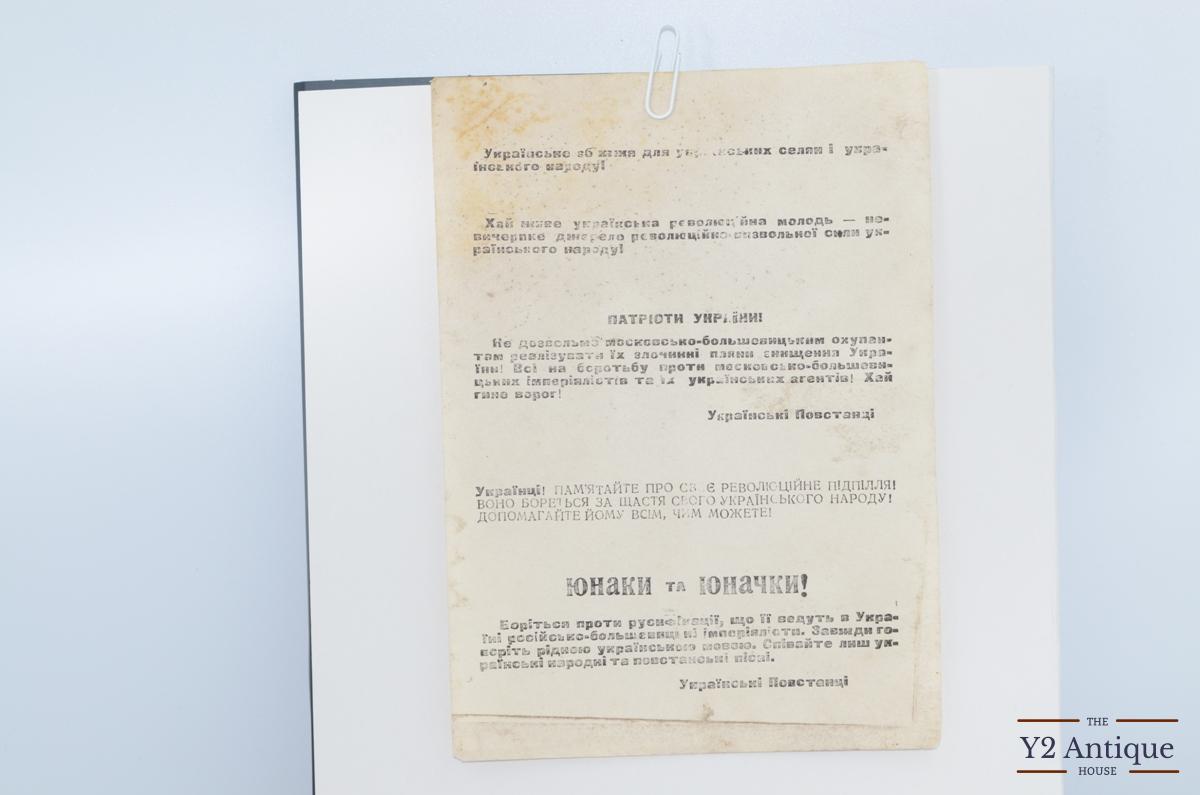 Українське збіжжя для українських селян і укра-
їнського народу!
Хай живе українська революційна молодь — не-
вичерпне джерело революційно-визвольної сили ук-
раїнського народу!
ПАТРІОТИ УКРАЇНИ!
Не дозвольмо московсько-большевицьким окупан-
там реалізувати їх злочинні пляни знищення Укра-
їни! Всі на боротьбу проти московсько-большеви-
цьких імперіялістів та їх українських агентів! Хай
гине ворог!
Українські Повстанці
Українці! ПАМ'ЯТАЙТЕ ПРО СВОЄ РЕВОЛЮЦІЙНЕ ПІДПІЛЛЯ!
ВОНО БОРЕТЬСЯ ЗА ЩАСТЯ СВОГО УКРАЇНСЬКОГО НАРОДУ!
ДОПОМАГАЙТЕ ЙОМУ ВСІМ, ЧИМ МОЖЕТЕ!
ЮНАКИ ТА ЮНАЧКИ!
Боріться проти русифікації, що її ведуть в Укра-
їні російсько-большевицькі імперіялісти. Завжди го-
воріть рідною українською мовою. Співайте лиш ук-
раїнські народні та повстанські пісні.
Українські Повстанці
THE
Y2 Antique
HOUSE